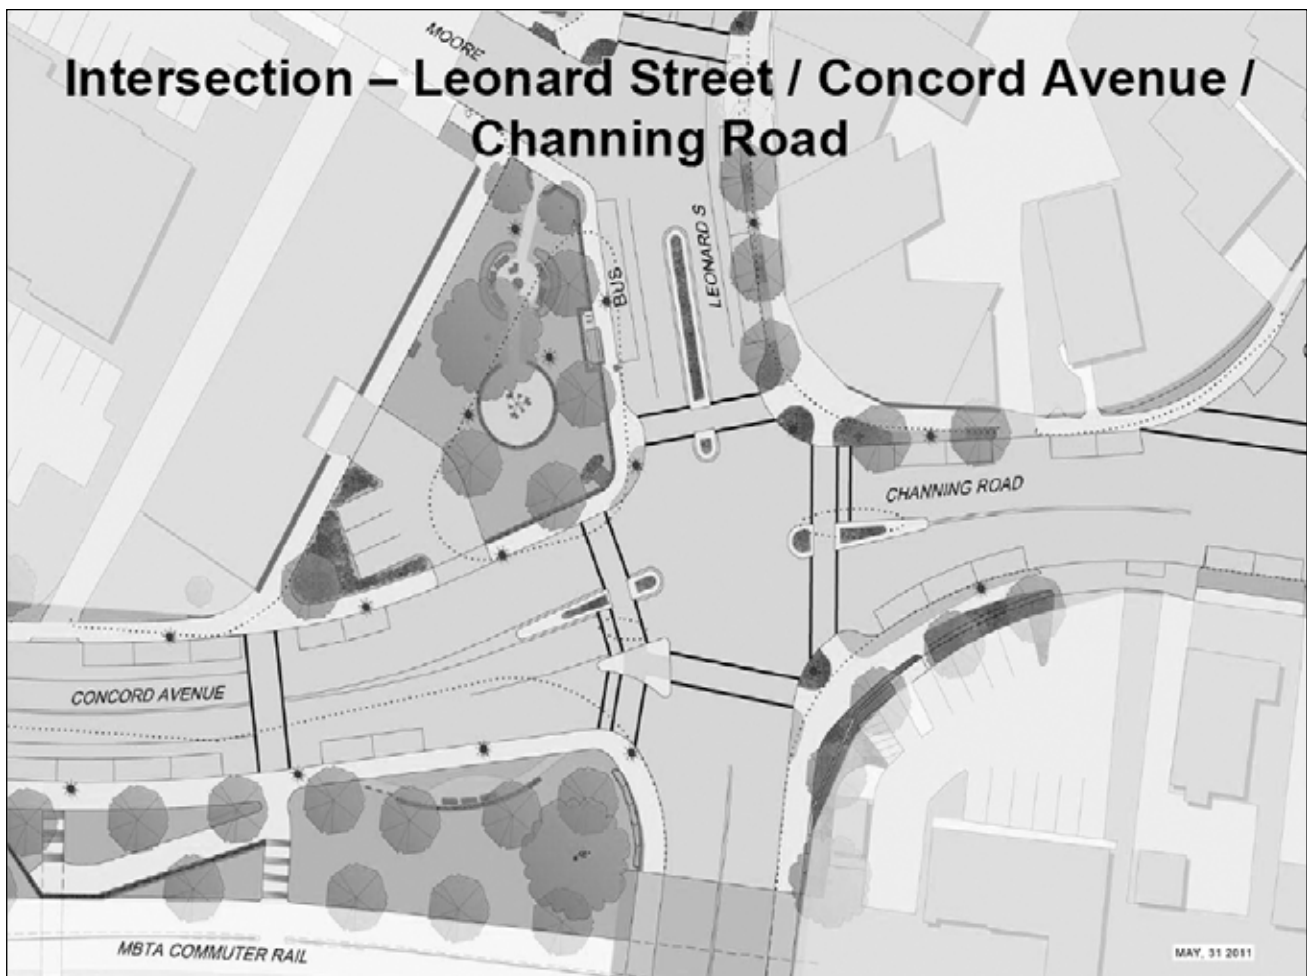 MOORE
Intersection – Leonard Street / Concord Avenue /
Channing Road
LEONARD S
BUS
CHANNING ROAD
CONCORD AVENUE
MBTA COMMUTER RAIL
MAY, 31 2011